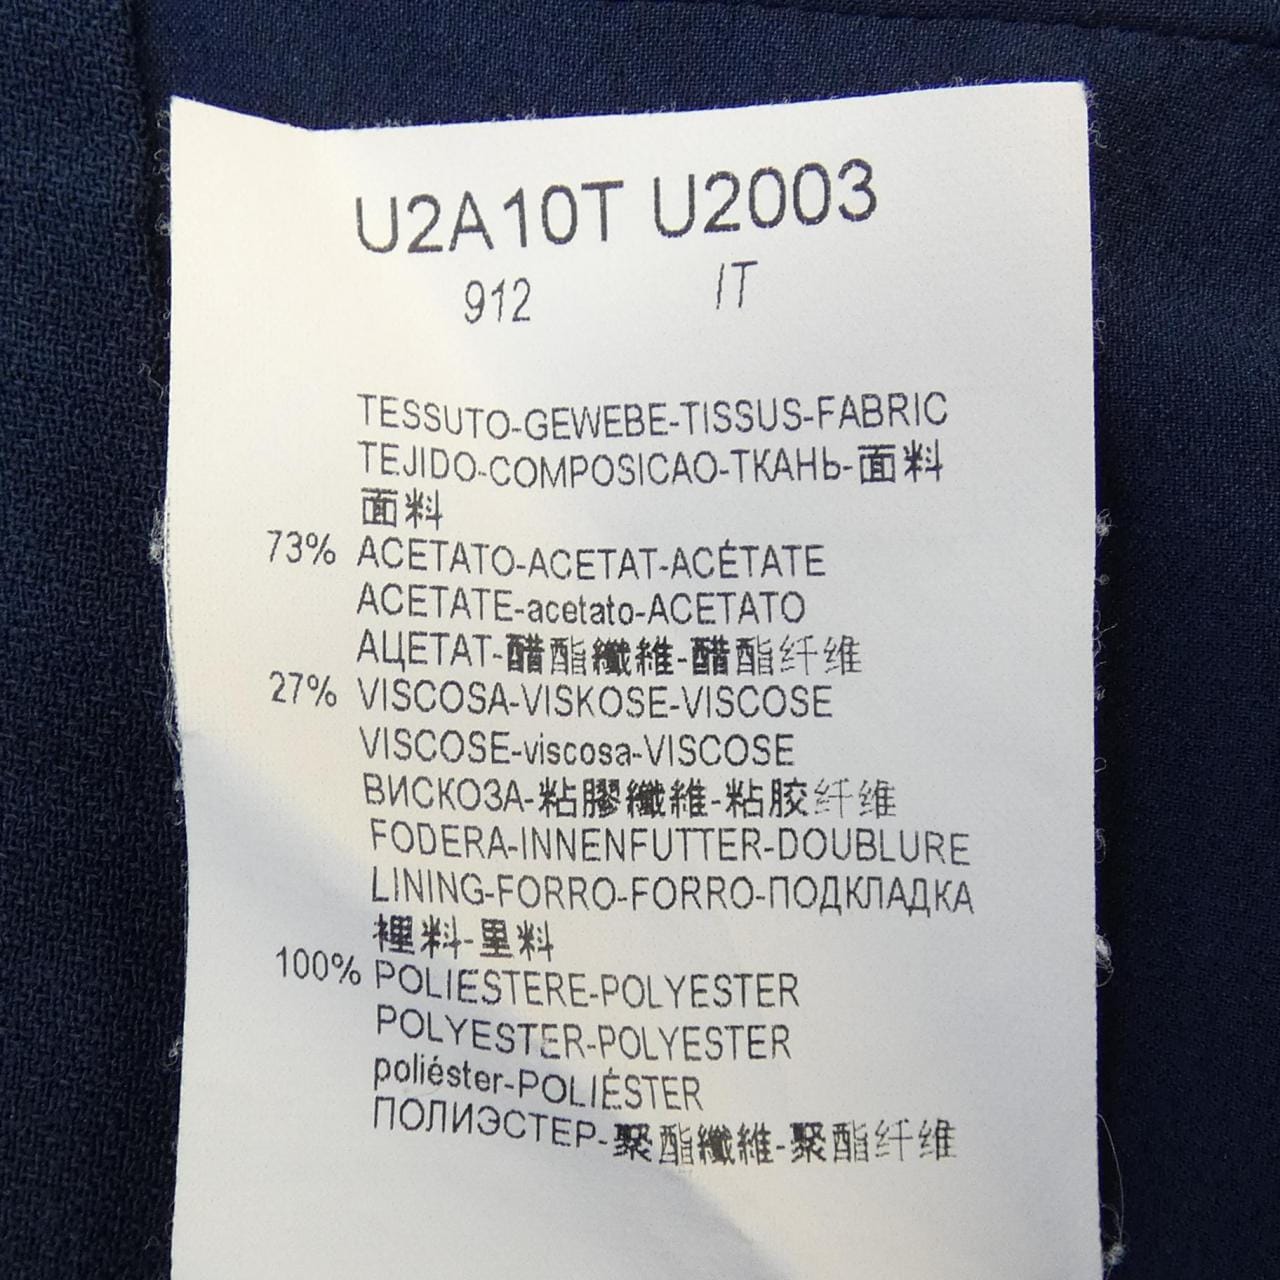 U2A10T U2003
912 IT
TESSUTO-GEWEBE-TISSUS-FABRIC
TEJIDO-COMPOSICAO-ТКАНЬ-面料
面料
73% ACETATO-ACETAT-ACÉTATE
ACETATE-acetato-ACETATO
АЦЕТАТ-醋酯纖維-醋酯纤维
27% VISCOSA-VISKOSE-VISCOSE
VISCOSE-viscosa-VISCOSE
ВИСКОЗА-粘膠纖維-粘胶纤维
FODERA-INNENFUTTER-DOUBLURE
LINING-FORRO-FORRO-ПОДКЛАДКА
裡料-里料
100% POLIESTERE-POLYESTER
POLYESTER-POLYESTER
poliéster-POLIÉSTER
ПОЛИЭСТЕР-聚酯纖維-聚酯纤维